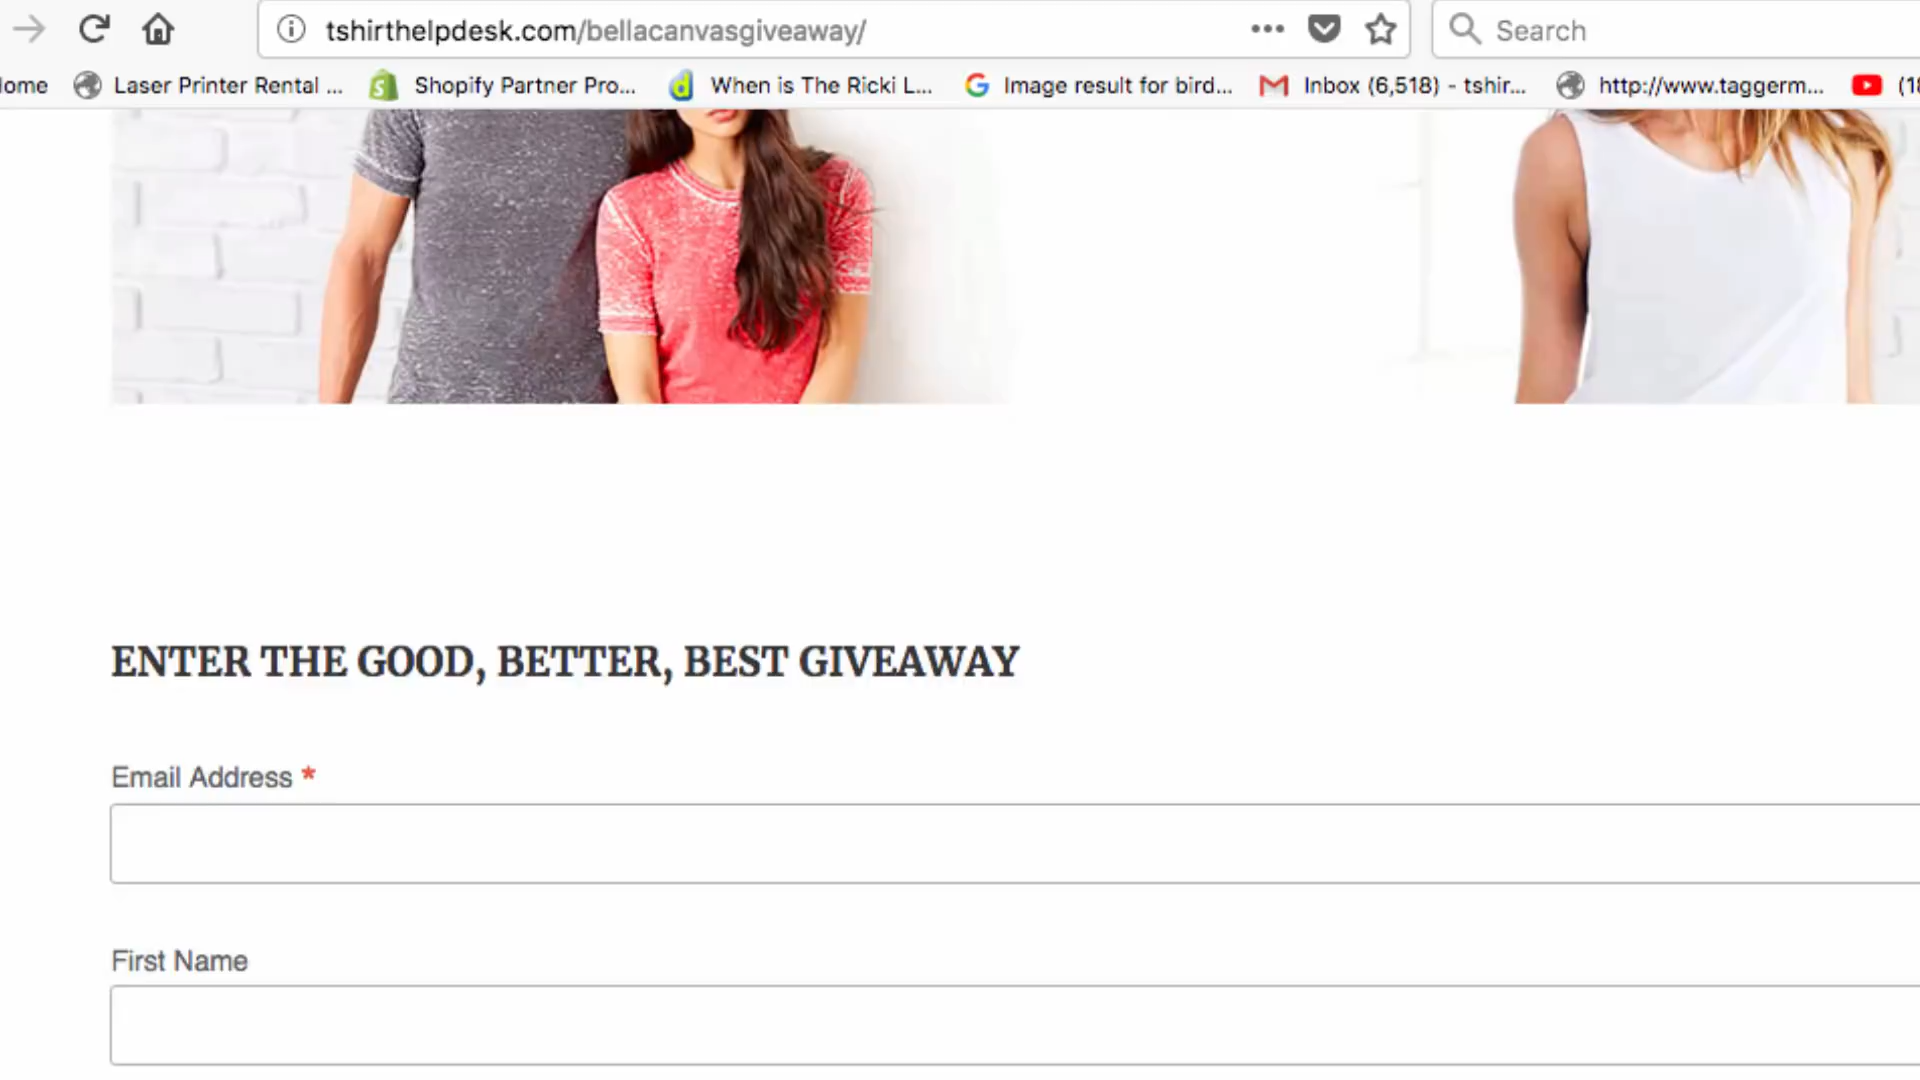 tshirthelpdesk.com/bellacanvasgiveaway/
Search
Laser Printer Rental ...
Shopify Partner Pro...
When is The Ricki L...
Image result for bird...
Inbox (6,518) - tshir...
http://www.taggerm...
ENTER THE GOOD, BETTER, BEST GIVEAWAY
Email Address *
First Name